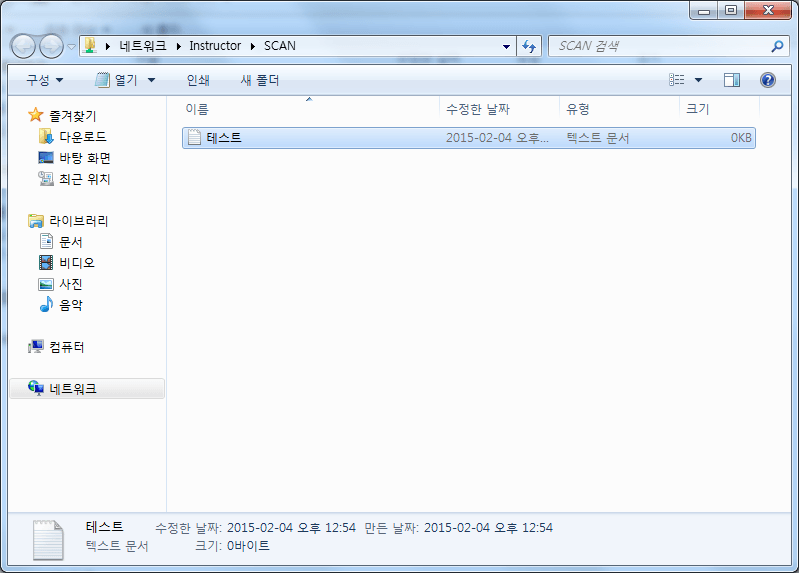 네트워크 Instructor SCAN SCAN 검색
구성 열기 인쇄 새 폴더
이름 수정한 날짜 유형 크기
테스트 2015-02-04 오후... 텍스트 문서 0KB
즐겨찾기
다운로드
바탕 화면
최근 위치
라이브러리
문서
비디오
사진
음악
컴퓨터
네트워크
테스트 수정한 날짜: 2015-02-04 오후 12:54 만든 날짜: 2015-02-04 오후 12:54
텍스트 문서 크기: 0바이트